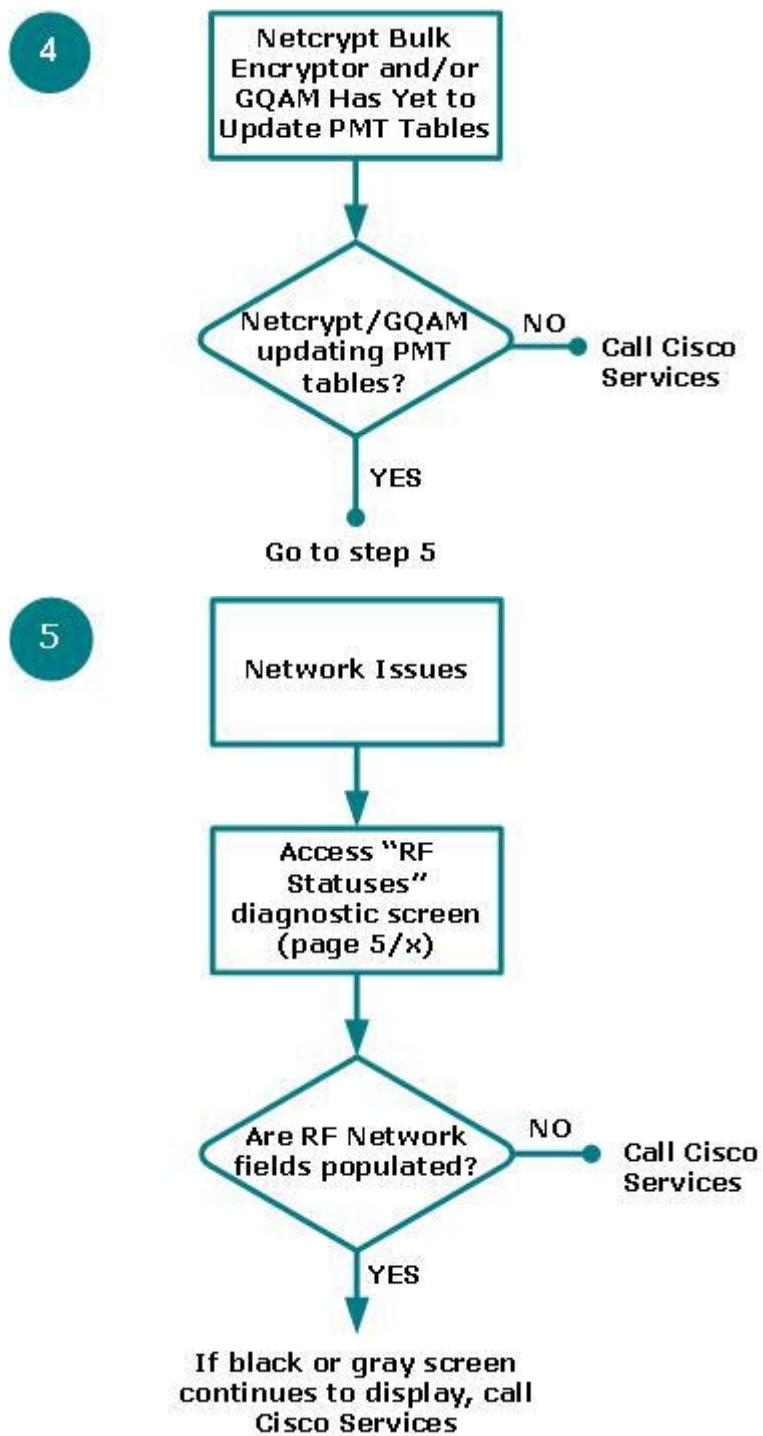 4
Netcrypt Bulk
Encryptor and/or
GQAM Has Yet to
Update PMT Tables
Netcrypt/GQAM
updating PMT
tables?
NO
Call Cisco
Services
YES
Go to step 5
5
Network Issues
Access “RF
Statuses”
diagnostic screen
(page 5/x)
Are RF Network
fields populated?
NO
Call Cisco
Services
YES
If black or gray screen
continues to display, call
Cisco Services